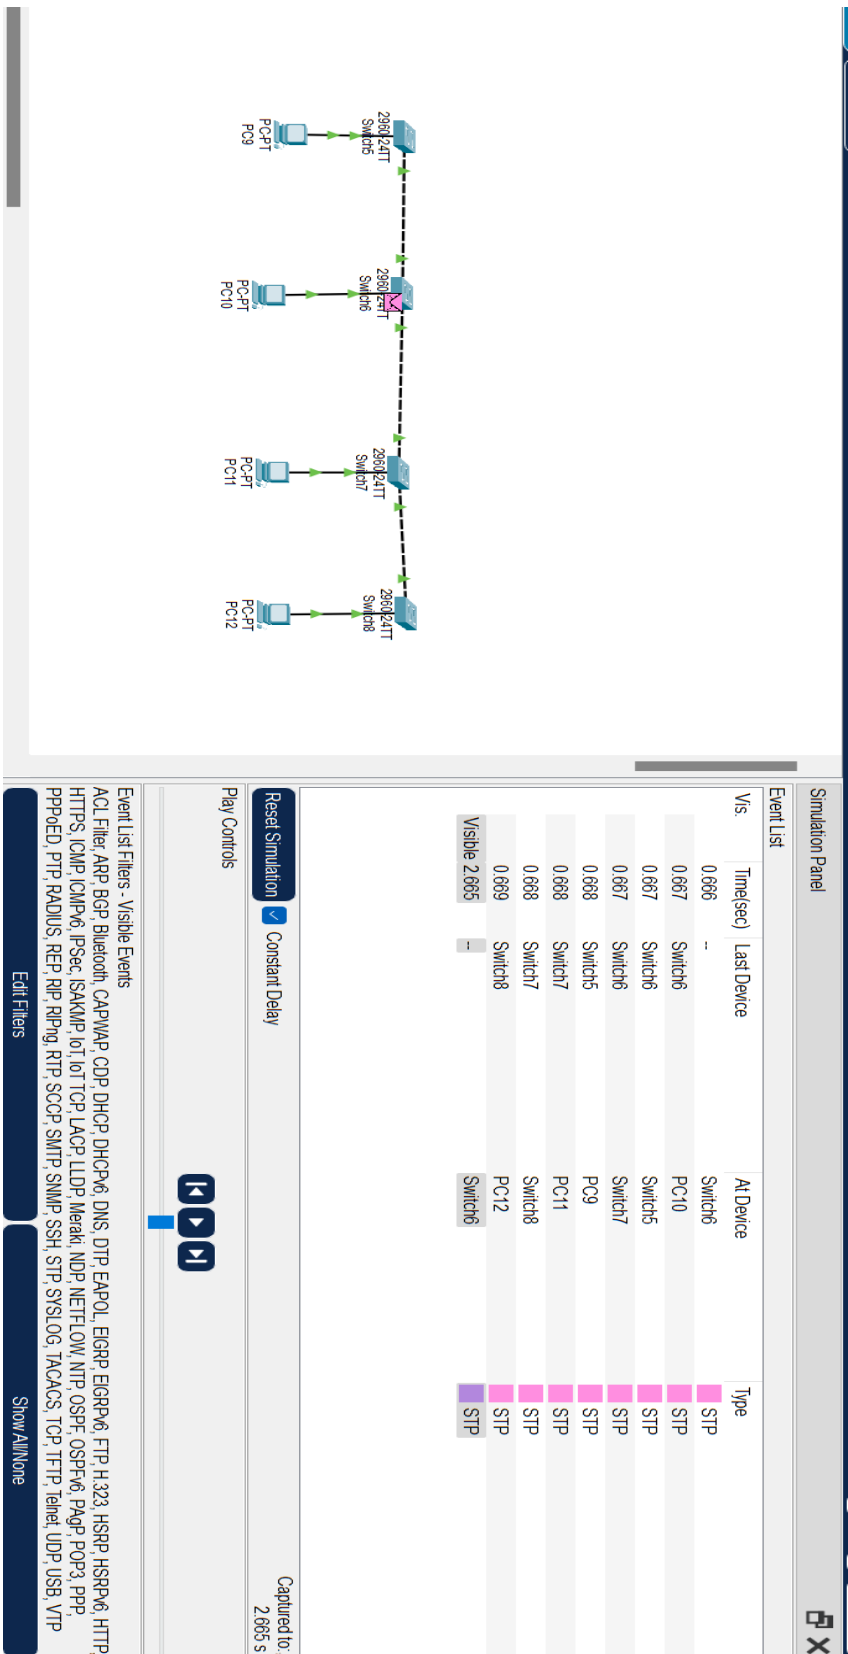 Simulation Panel
Event List
Vis. Time(sec) Last Device At Device Type
0.666 -- Switch6 STP
0.667 Switch6 PC10 STP
0.667 Switch6 Switch5 STP
0.667 Switch6 Switch7 STP
0.668 Switch5 PC9 STP
0.668 Switch7 PC11 STP
0.668 Switch7 Switch8 STP
0.669 Switch8 PC12 STP
Visible 2.665 -- Switch6 STP
Reset Simulation Constant Delay Captured to:
2.665 s
Play Controls
Event List Filters - Visible Events
ACL Filter, ARP, BGP, Bluetooth, CAPWAP, CDP, DHCP, DHCPv6, DNS, DTP, EAPOL, EIGRP, EIGRPv6, FTP, H.323, HSRP, HSRPv6, HTTP,
HTTPS, ICMP, ICMPv6, IPSec, ISAKMP, IoT, IoT TCP, LACP, LLDP, Meraki, NDP, NETFLOW, NTP, OSPF, OSPFv6, PAgP, POP3, PPP,
PPPoED, PTP, RADIUS, REP, RIP, RIPng, RTP, SCCP, SMTP, SNMP, SSH, STP, SYSLOG, TACACS, TCP, TFTP, Telnet, UDP, USB, VTP
Edit Filters Show All/None
2960-24TT
Switch5
PC-PT
PC9
2960-24TT
Switch6
PC-PT
PC10
2960-24TT
Switch7
PC-PT
PC11
2960-24TT
Switch8
PC-PT
PC12